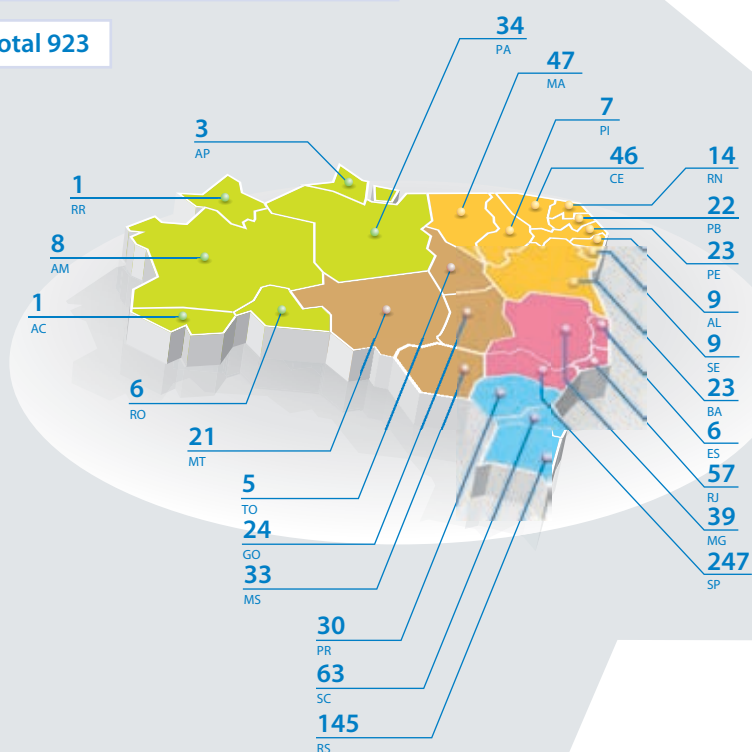 otal 923
34
PA
47
MA
7
PI
3
AP
46
CE
14
RN
1
RR
22
PB
8
AM
23
PE
1
AC
9
AL
9
SE
6
RO
23
BA
21
MT
6
ES
5
TO
57
RJ
24
GO
39
MG
33
MS
247
SP
30
PR
63
SC
145
RS